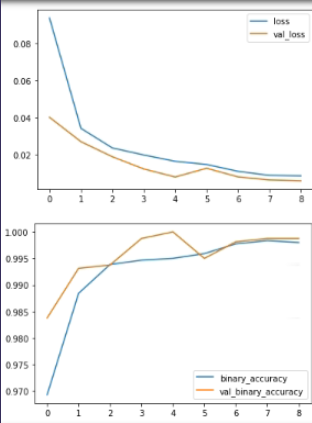 loss
val_loss
0.08
0.06
0.04
0.02
0 1 2 3 4 5 6 7 8
1.000
0.995
0.990
0.985
0.980
0.975
0.970
binary_accuracy
val_binary_accuracy
0 1 2 3 4 5 6 7 8